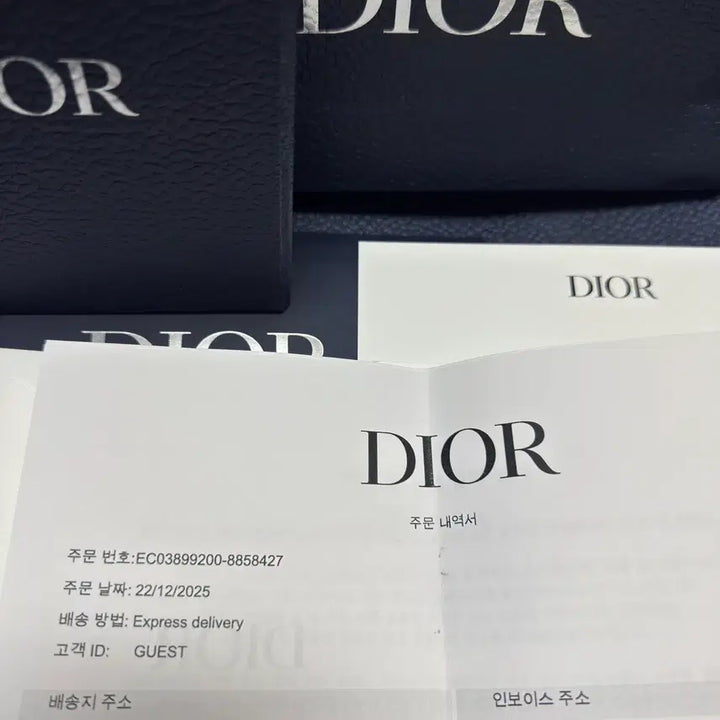 DIOR
DIOR
DIOR
DIOR
DIOR
주문 내역서
주문 번호:EC03899200-8858427
주문 날짜: 22/12/2025
배송 방법: Express delivery
고객 ID: GUEST
배송지 주소
인보이스 주소